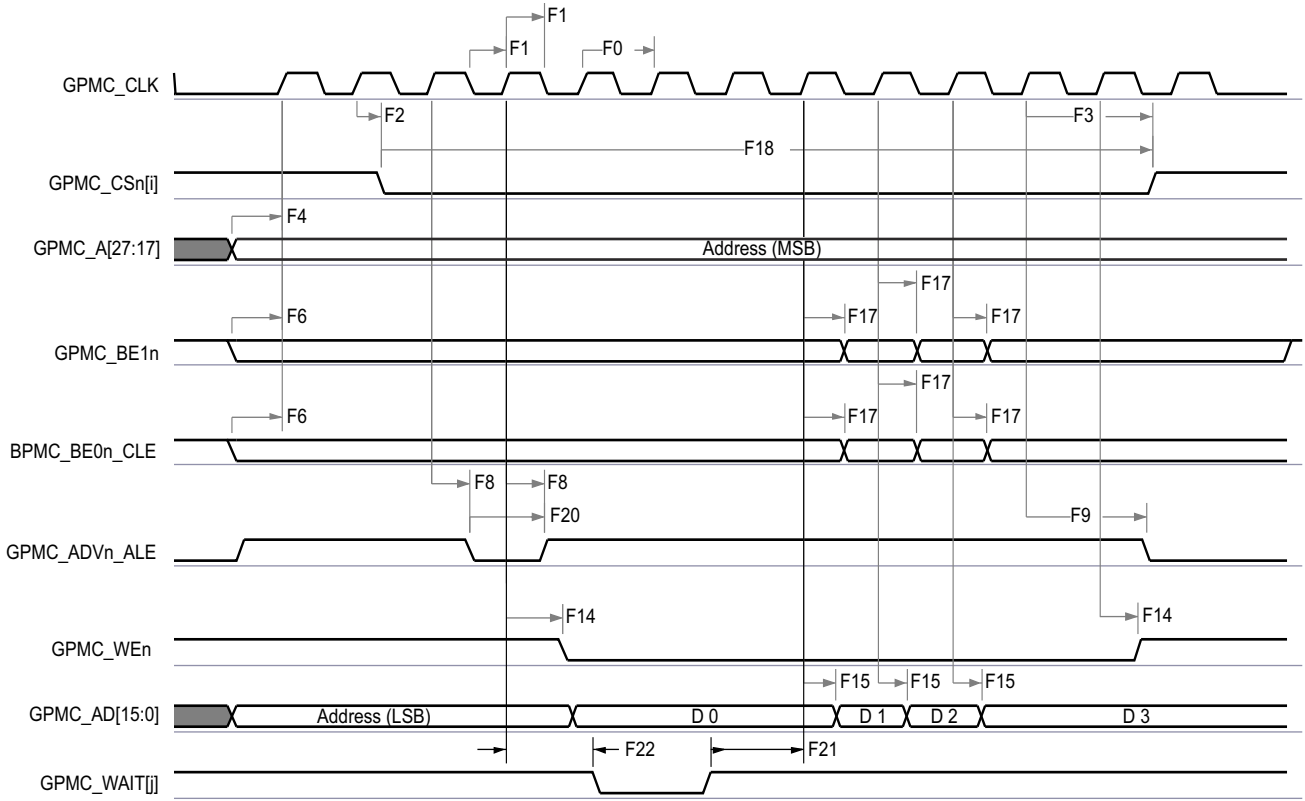 F1
F1
F0
GPMC_CLK
F2
F3
F18
GPMC_CSn[i]
F4
GPMC_A[27:17]
Address (MSB)
F17
F6
F17
F17
GPMC_BE1n
F17
F6
F17
F17
BPMC_BE0n_CLE
F8
F8
F20
F9
GPMC_ADVn_ALE
F14
F14
GPMC_WEn
F15
F15
F15
GPMC_AD[15:0]
Address (LSB)
D 0
D 1
D 2
D 3
F22
F21
GPMC_WAIT[j]